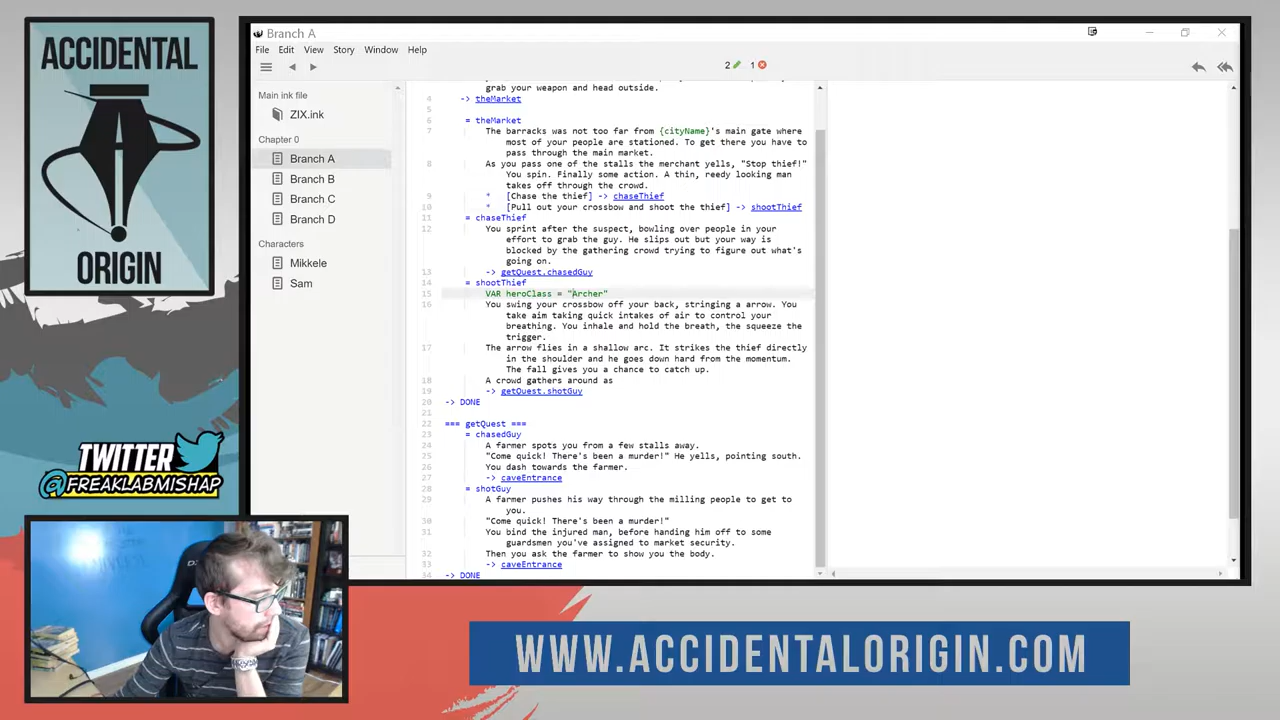 ACCIDENTAL
ORIGIN
Branch A
File Edit View Story Window Help
2 1
Main ink file
ZIX.ink
Chapter 0
Branch A
Branch B
Branch C
Branch D
Characters
Mikkele
Sam
grab your weapon and head outside.
4 -> theMarket
5
6 = theMarket
7 The barracks was not too far from {cityName}'s main gate where
most of your people are stationed. To get there you have to
pass through the main market.
8 As you pass one of the stalls the merchant yells, "Stop thief!"
You spin. Finally some action. A thin, reedy looking man
takes off through the crowd.
9 * [Chase the thief] -> chaseThief
10 * [Pull out your crossbow and shoot the thief] -> shootThief
11 = chaseThief
12 You sprint after the suspect, bowling over people in your
effort to grab the guy. He slips out but your way is
blocked by the gathering crowd trying to figure out what's
going on.
13 -> getQuest.chasedGuy
14 = shootThief
15 VAR heroClass = "Archer"
16 You swing your crossbow off your back, stringing a arrow. You
take aim taking quick intakes of air to control your
breathing. You inhale and hold the breath, the squeeze the
trigger.
17 The arrow flies in a shallow arc. It strikes the thief directly
in the shoulder and he goes down hard from the momentum.
The fall gives you a chance to catch up.
18 A crowd gathers around as
19 -> getQuest.shotGuy
20 -> DONE
21
22 === getQuest ===
23 = chasedGuy
24 A farmer spots you from a few stalls away.
25 "Come quick! There's been a murder!" He yells, pointing south.
26 You dash towards the farmer.
27 -> caveEntrance
28 = shotGuy
29 A farmer pushes his way through the milling people to get to
you.
30 "Come quick! There's been a murder!"
31 You bind the injured man, before handing him off to some
guardsmen you've assigned to market security.
32 Then you ask the farmer to show you the body.
33 -> caveEntrance
34 -> DONE
TWITTER
@FREAKLABMISHAP
WWW.ACCIDENTALORIGIN.COM